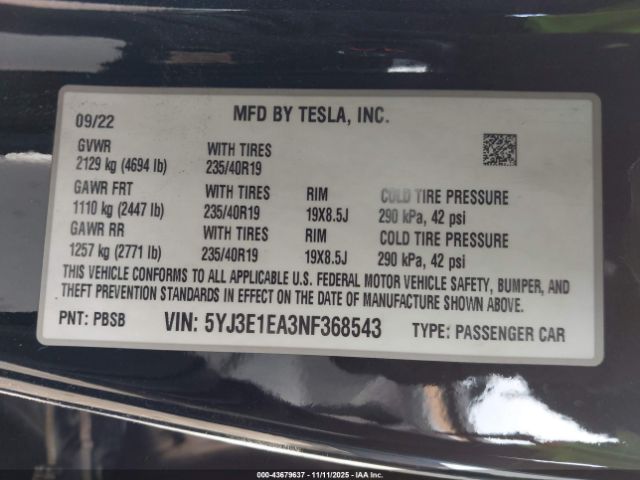 MFD BY TESLA, INC.
09/22
GVWR WITH TIRES
2129 kg (4694 lb) 235/40R19
GAWR FRT WITH TIRES RIM COLD TIRE PRESSURE
1110 kg (2447 lb) 235/40R19 19X8.5J 290 kPa, 42 psi
GAWR RR WITH TIRES RIM COLD TIRE PRESSURE
1257 kg (2771 lb) 235/40R19 19X8.5J 290 kPa, 42 psi
THIS VEHICLE CONFORMS TO ALL APPLICABLE U.S. FEDERAL MOTOR VEHICLE SAFETY, BUMPER, AND
THEFT PREVENTION STANDARDS IN EFFECT ON THE DATE OF MANUFACTURE SHOWN ABOVE.
PNT: PBSB VIN: 5YJ3E1EA3NF368543 TYPE: PASSENGER CAR
000-43679637 - 11/11/2025 - IAA Inc.